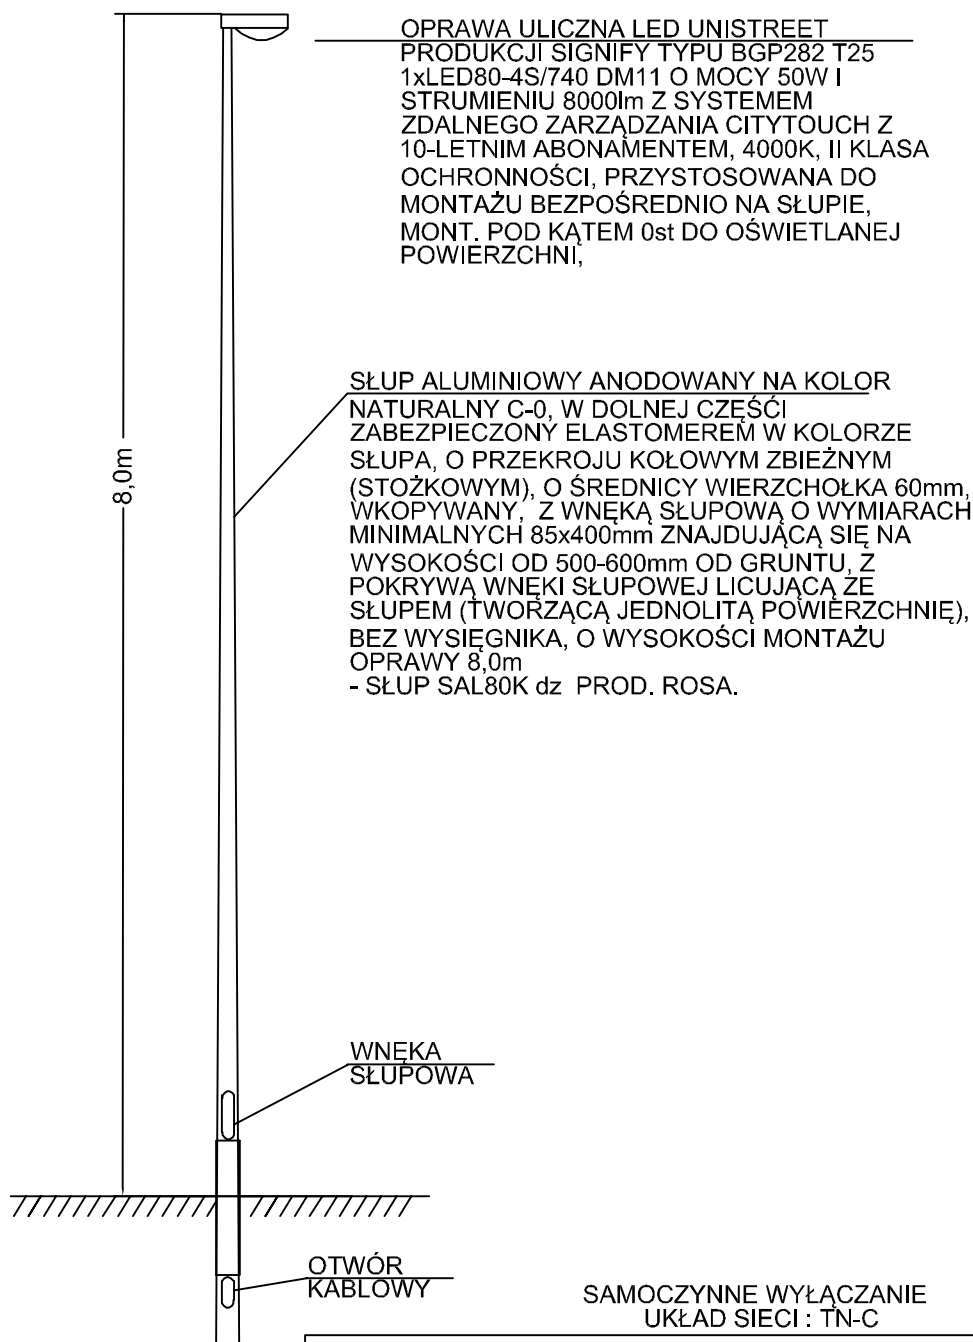 OPRAWA ULICZNA LED UNISTREET
PRODUKCJI SIGNIFY TYPU BGP282 T25
1xLED80-4S/740 DM11 O MOCY 50W I
STRUMIENIU 8000lm Z SYSTEMEM
ZDALNEGO ZARZĄDZANIA CITYTOUCH Z
10-LETNIM ABONAMENTEM, 4000K, II KLASA
OCHRONNOŚCI, PRZYSTOSOWANA DO
MONTAŻU BEZPOŚREDNIO NA SŁUPIE,
MONT. POD KĄTEM 0st DO OŚWIETLANEJ
POWIERZCHNI,
SŁUP ALUMINIOWY ANODOWANY NA KOLOR
NATURALNY C-0, W DOLNEJ CZĘŚĆI
ZABEZPIECZONY ELASTOMEREM W KOLORZE
SŁUPA, O PRZEKROJU KOŁOWYM ZBIEŻNYM
(STOŻKOWYM), O ŚREDNICY WIERZCHOŁKA 60mm,
WKOPYWANY, Z WNĘKĄ SŁUPOWĄ O WYMIARACH
MINIMALNYCH 85x400mm ZNAJDUJĄCĄ SIĘ NA
WYSOKOŚCI OD 500-600mm OD GRUNTU, Z
POKRYWĄ WNĘKI SŁUPOWEJ LICUJĄCĄ ZE
SŁUPEM (TWORZĄCĄ JEDNOLITĄ POWIERZCHNIĘ),
BEZ WYSIĘGNIKA, O WYSOKOŚCI MONTAŻU
OPRAWY 8,0m
- SŁUP SAL80K dz PROD. ROSA.
8,0m
WNĘKA
SŁUPOWA
OTWÓR
KABLOWY
SAMOCZYNNE WYŁĄCZANIE
UKŁAD SIECI : TN-C